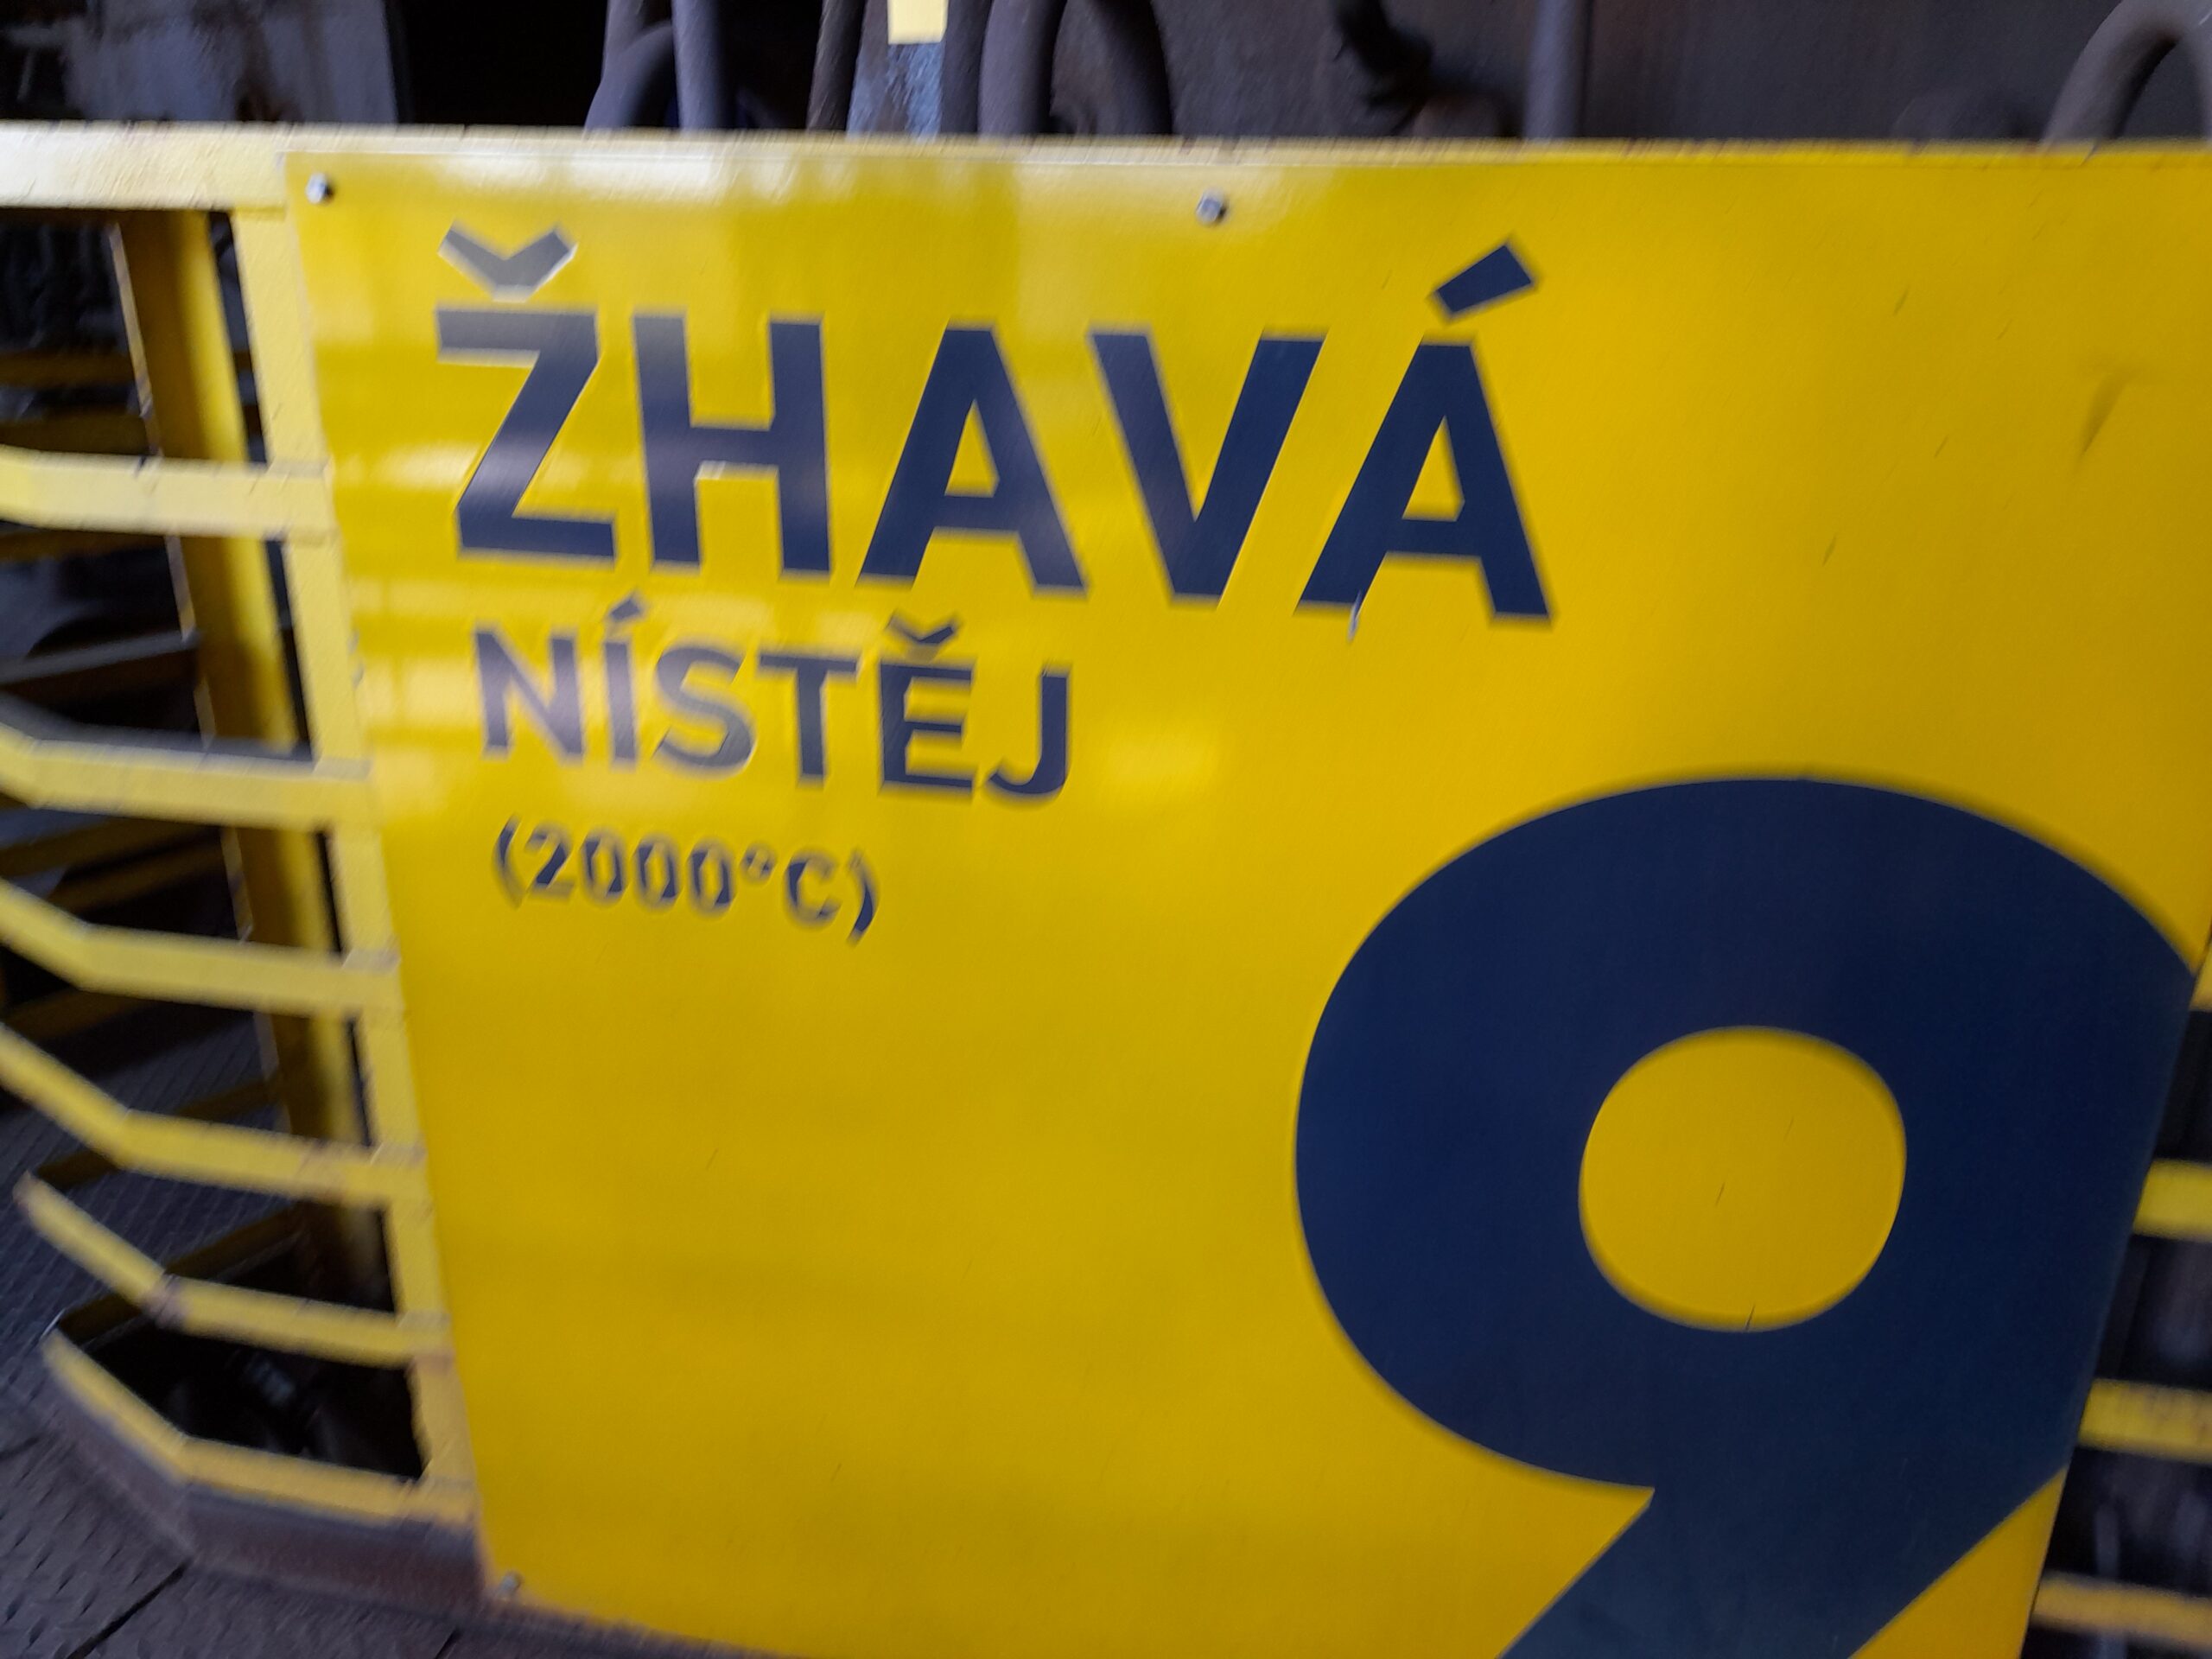 ŽHAVÁ
NÍSTĚJ
(2000°C)
9